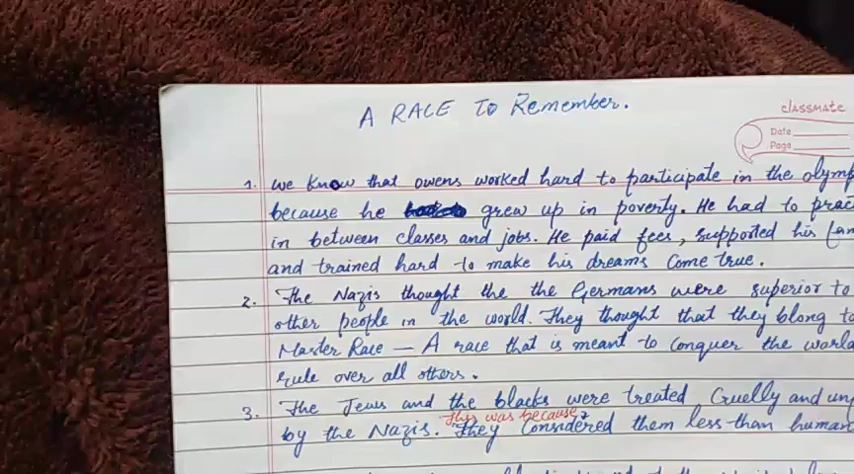 A RACE TO Remember.
classmate
Date
Page
1. We know that owens worked hard to participate in the olymp
because he grew up in poverty. He had to prac
in between classes and jobs. He paid fees, supported his fam
and trained hard to make his dreams come true.
2. The Nazis thought the the Germans were superior to
other people in the world. They thought that they blong to
Master Race – A race that is meant to conquer the world
rule over all others.
3. The Jews and the blacks were treated Cruelly and un
This was because
by the Nazis. They Considered them less than human